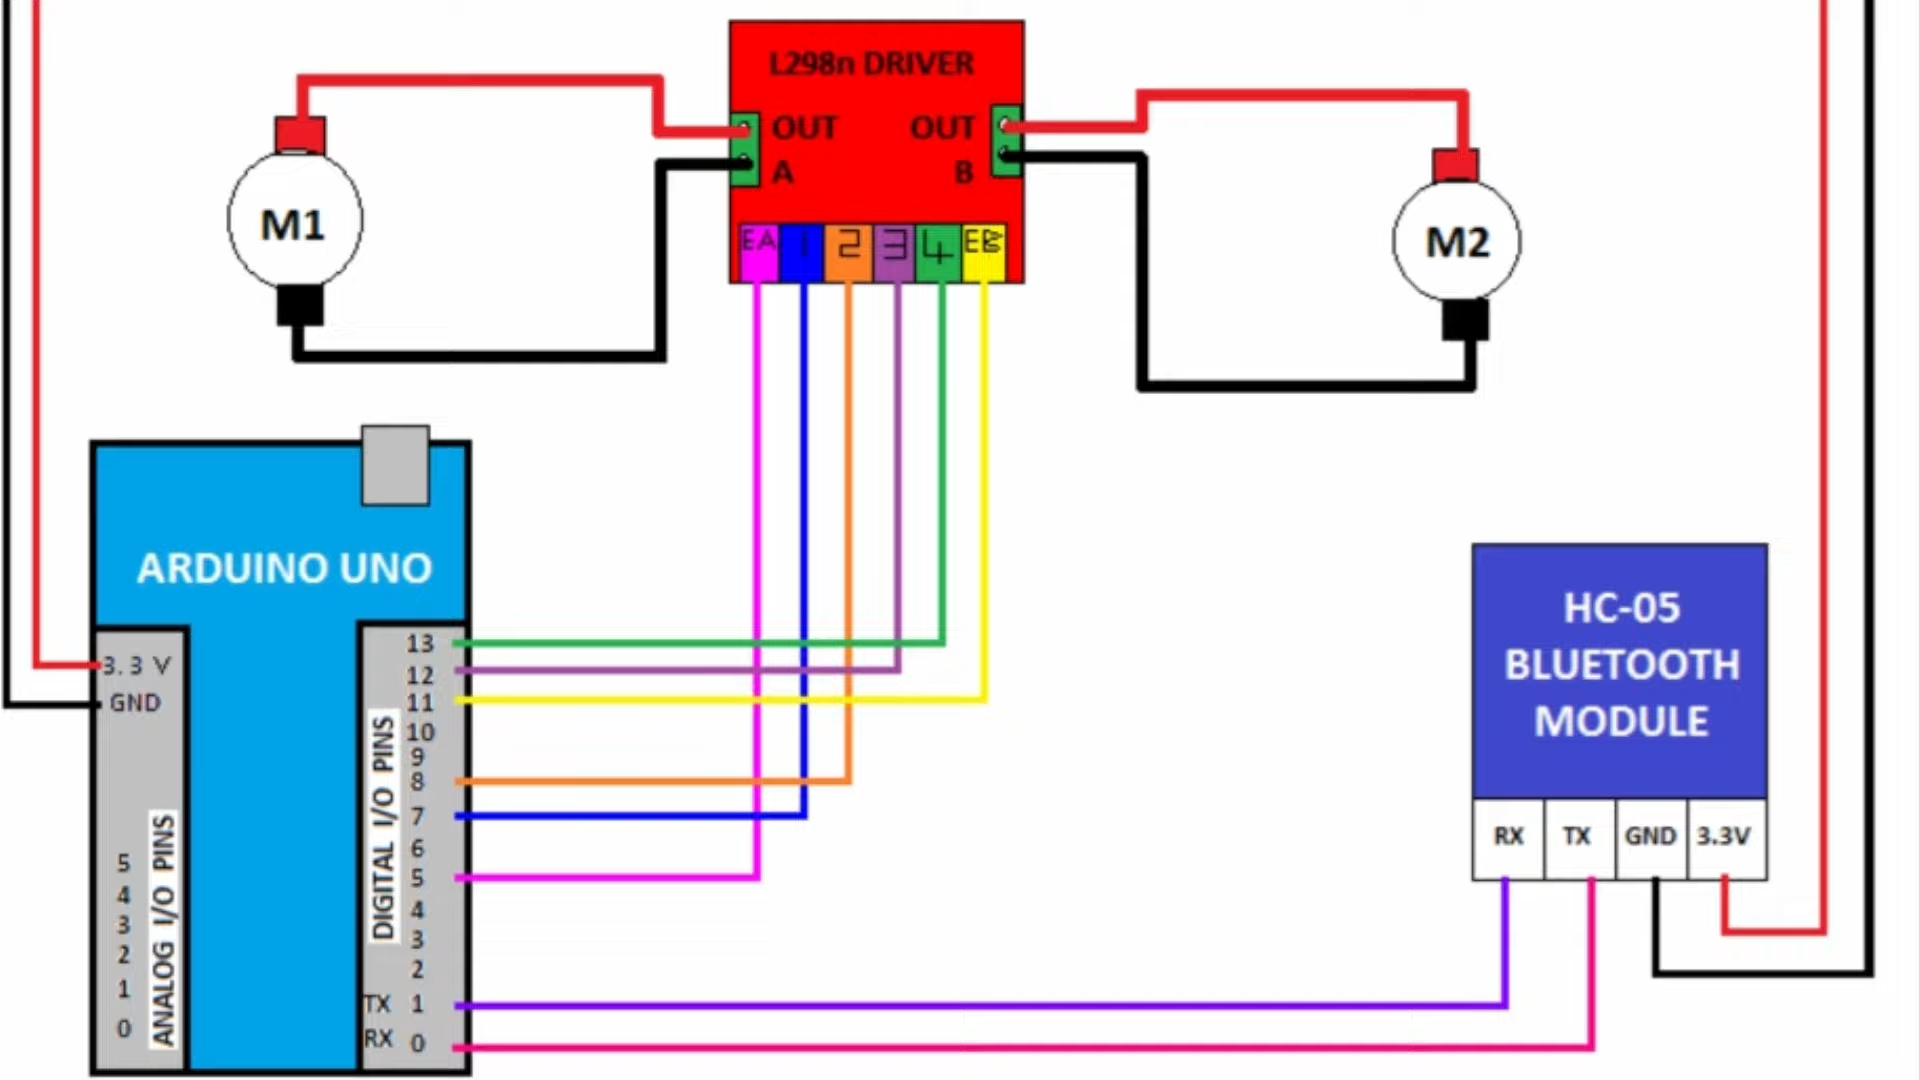 L298n DRIVER
OUT
A
OUT
B
EA 1 2 3 4 EB
M1
M2
ARDUINO UNO
3.3 V
GND
ANALOG I/O PINS
5
4
3
2
1
0
DIGITAL I/O PINS
13
12
11
10
9
8
7
6
5
4
3
2
TX 1
RX 0
HC-05
BLUETOOTH
MODULE
RX TX GND 3.3V